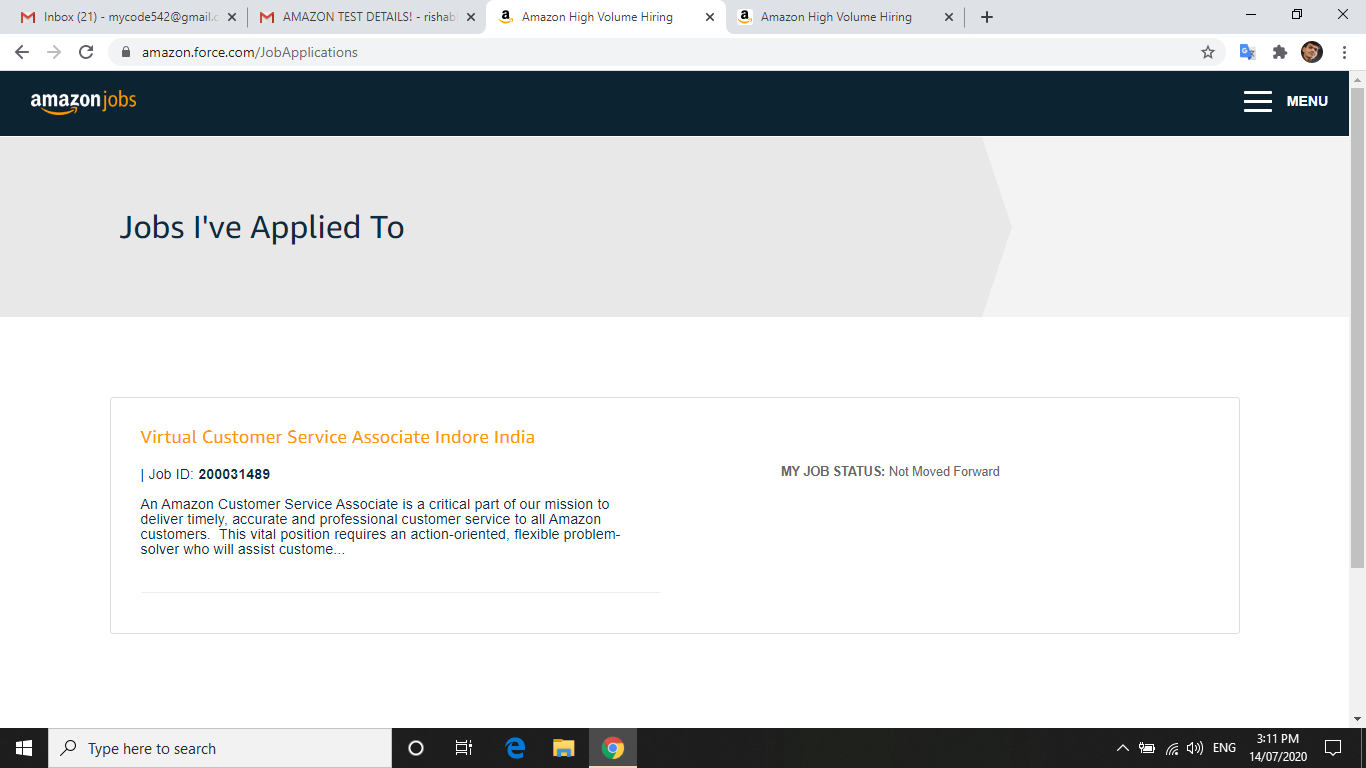 Inbox (21) - mycode542@gmail.c
AMAZON TEST DETAILS! - rishab
Amazon High Volume Hiring
Amazon High Volume Hiring
amazon.force.com/JobApplications
amazon jobs
MENU
Jobs I've Applied To
Virtual Customer Service Associate Indore India
| Job ID: 200031489
MY JOB STATUS: Not Moved Forward
An Amazon Customer Service Associate is a critical part of our mission to
deliver timely, accurate and professional customer service to all Amazon
customers.  This vital position requires an action-oriented, flexible problem-
solver who will assist custome...
Type here to search
ENG
3:11 PM
14/07/2020